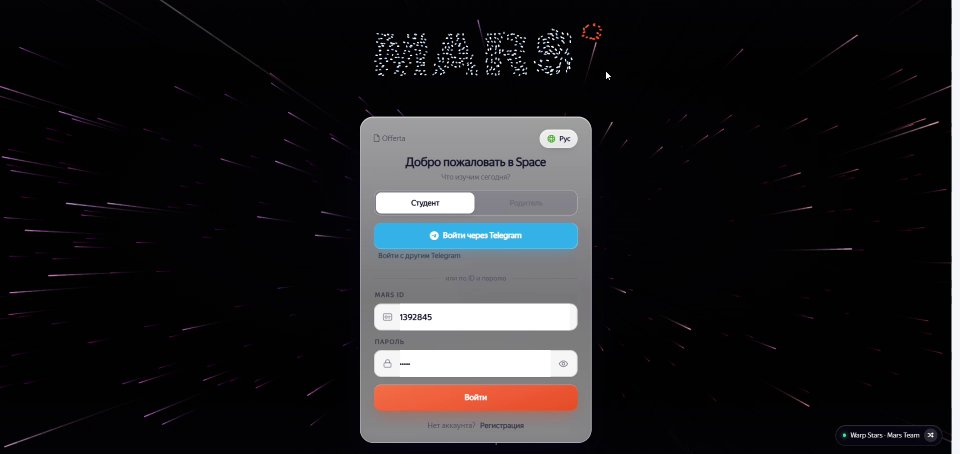 MARS
Offerta
Рус
Добро пожаловать в Space
Что изучим сегодня?
Студент
Родитель
Войти через Telegram
Войти с другим Telegram
или по ID и паролю
MARS ID
1392845
ПАРОЛЬ
•••••
Войти
Нет аккаунта? Регистрация
Warp Stars · Mars Team